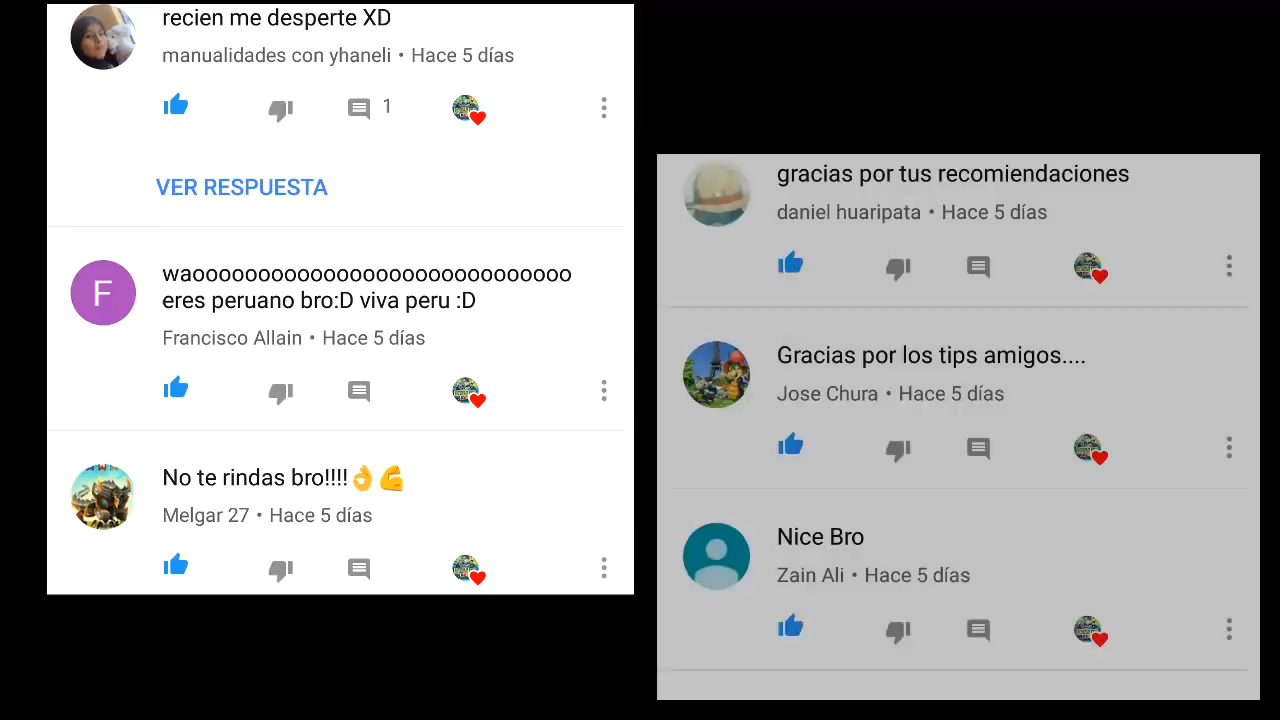 recien me desperte XD
manualidades con yhaneli • Hace 5 días
1
VER RESPUESTA
F
waooooooooooooooooooooooooooooo
eres peruano bro:D viva peru :D
Francisco Allain • Hace 5 días
No te rindas bro!!!!👌💪
Melgar 27 • Hace 5 días
gracias por tus recomiendaciones
daniel huaripata • Hace 5 días
Gracias por los tips amigos....
Jose Chura • Hace 5 días
Nice Bro
Zain Ali • Hace 5 días